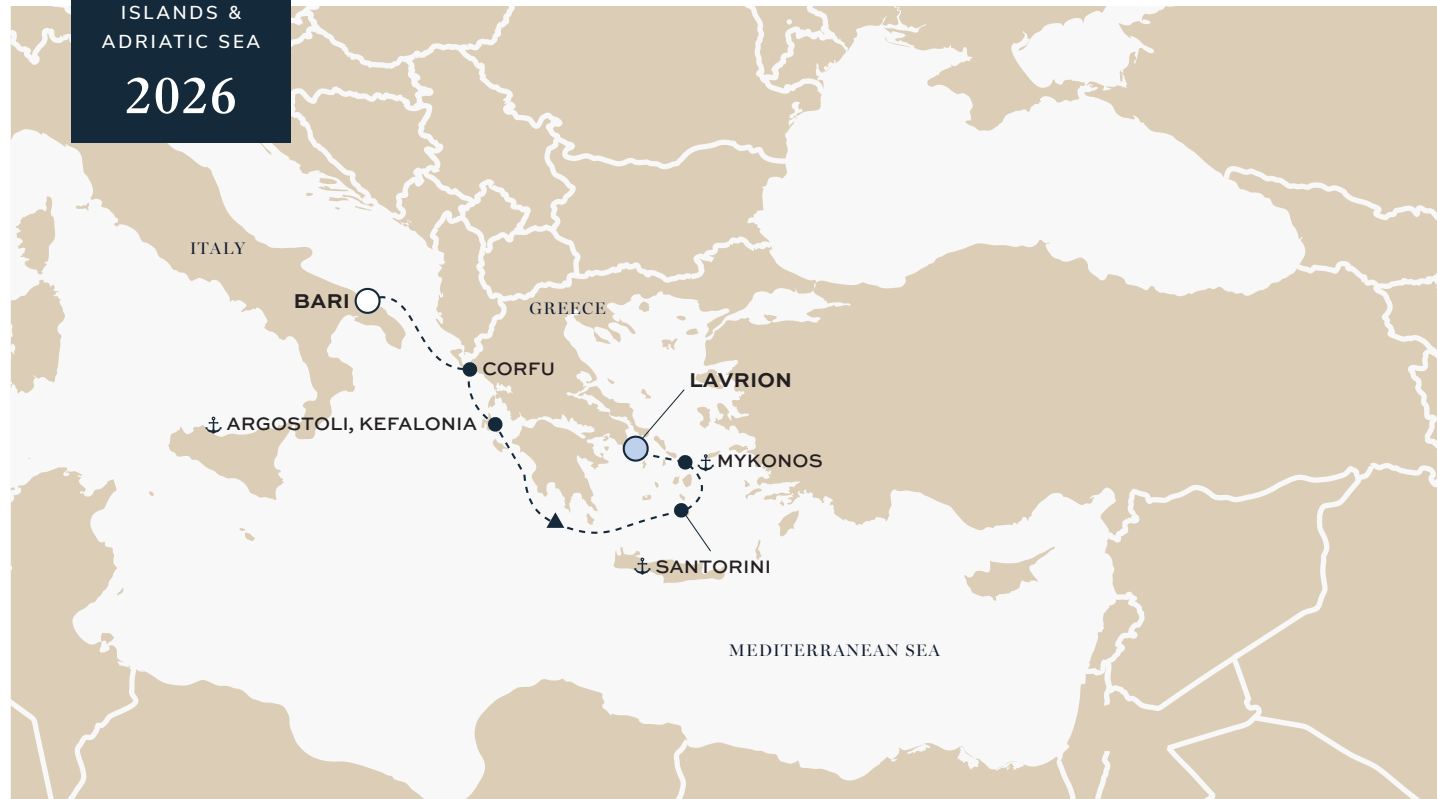 ISLANDS &
ADRIATIC SEA
2026
ITALY
BARI
GREECE
CORFU
LAVRION
ARGOSTOLI, KEFALONIA
MYKONOS
SANTORINI
MEDITERRANEAN SEA